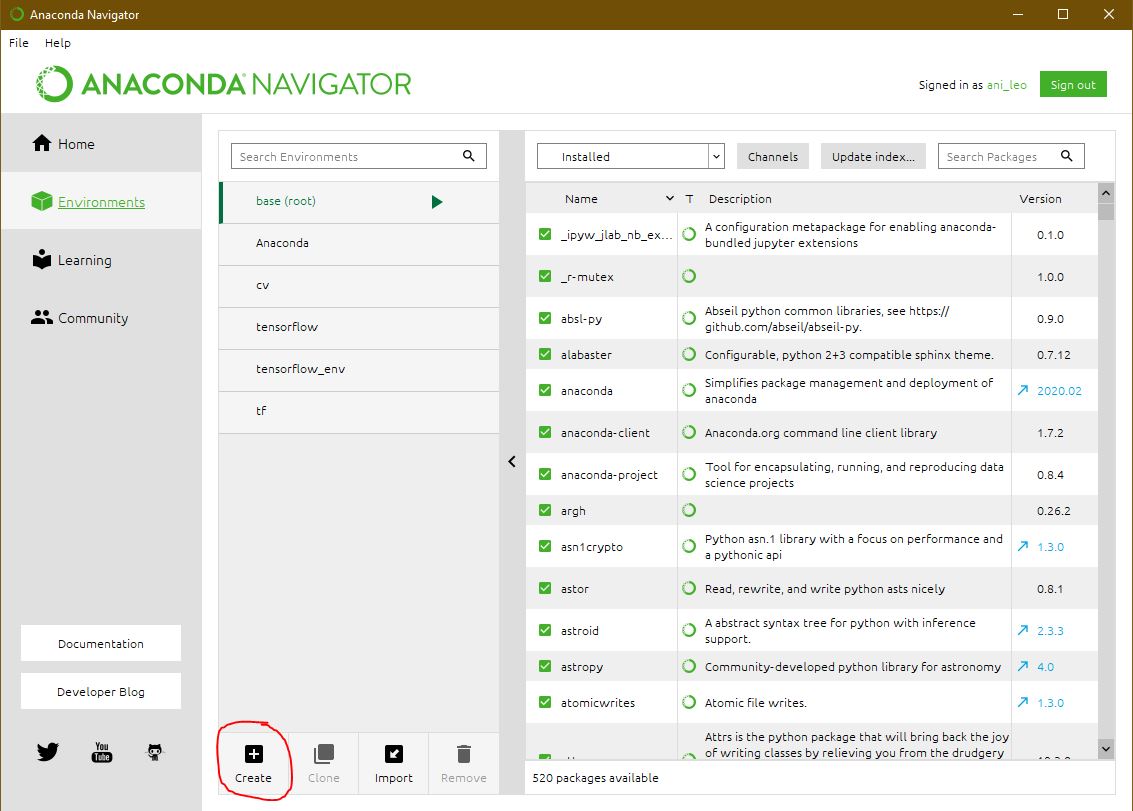 Anaconda Navigator
File Help
ANACONDA NAVIGATOR
Signed in as ani_leo
Sign out
Home
Environments
Learning
Community
Documentation
Developer Blog
You
Tube
Search Environments
base (root)
Anaconda
cv
tensorflow
tensorflow_env
tf
Create
Clone
Import
Remove
Installed
Channels
Update index...
Search Packages
Name T Description Version
_ipyw_jlab_nb_ex... A configuration metapackage for enabling anaconda-
bundled jupyter extensions 0.1.0
_r-mutex 1.0.0
absl-py Abseil python common libraries, see https://
github.com/abseil/abseil-py. 0.9.0
alabaster Configurable, python 2+3 compatible sphinx theme. 0.7.12
anaconda Simplifies package management and deployment of
anaconda 2020.02
anaconda-client Anaconda.org command line client library 1.7.2
anaconda-project Tool for encapsulating, running, and reproducing data
science projects 0.8.4
argh 0.26.2
asn1crypto Python asn.1 library with a focus on performance and
a pythonic api 1.3.0
astor Read, rewrite, and write python asts nicely 0.8.1
astroid A abstract syntax tree for python with inference
support. 2.3.3
astropy Community-developed python library for astronomy 4.0
atomicwrites Atomic file writes. 1.3.0
Attrs is the python package that will bring back the joy
of writing classes by relieving you from the drudgery
520 packages available